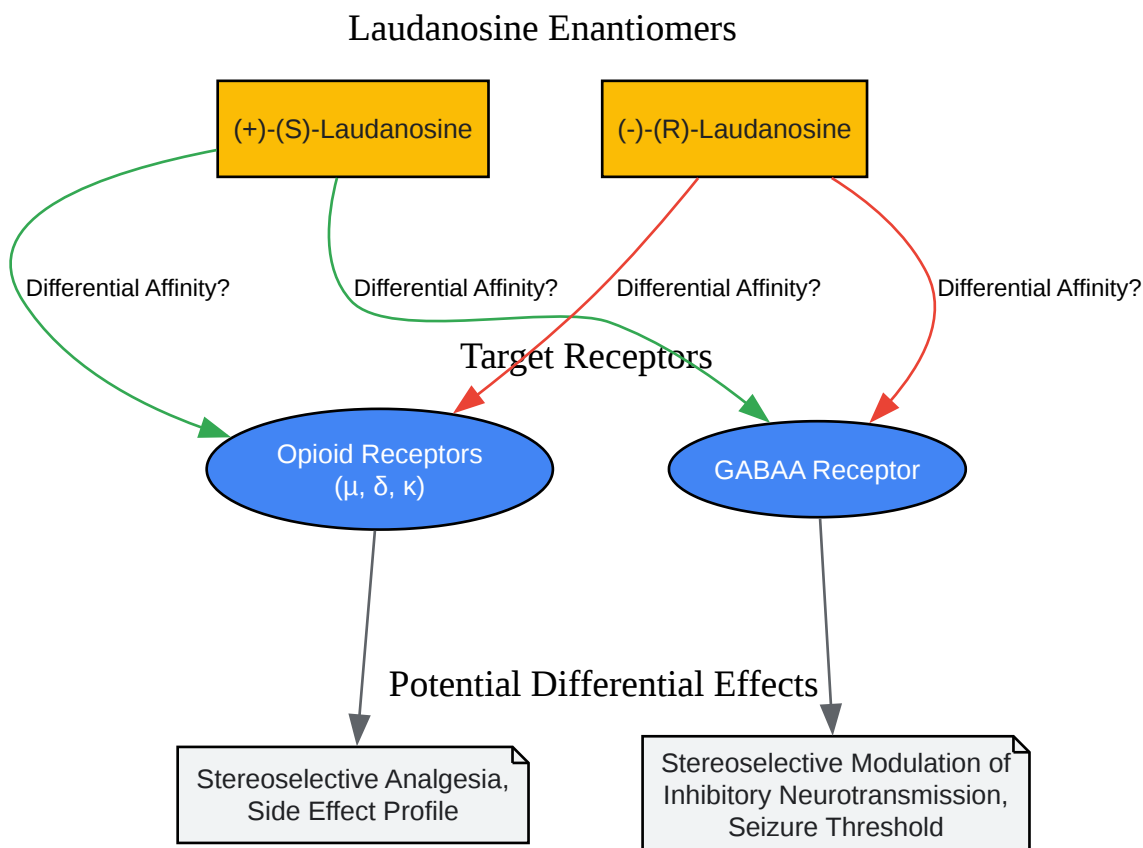 Laudanosine Enantiomers
(+)-(S)-Laudanosine
(-)-(R)-Laudanosine
Differential Affinity?
Differential Affinity?
Differential Affinity?
Differential Affinity?
Target Receptors
Opioid Receptors
(μ, δ, κ)
GABAA Receptor
Potential Differential Effects
Stereoselective Analgesia,
Side Effect Profile
Stereoselective Modulation of
Inhibitory Neurotransmission,
Seizure Threshold